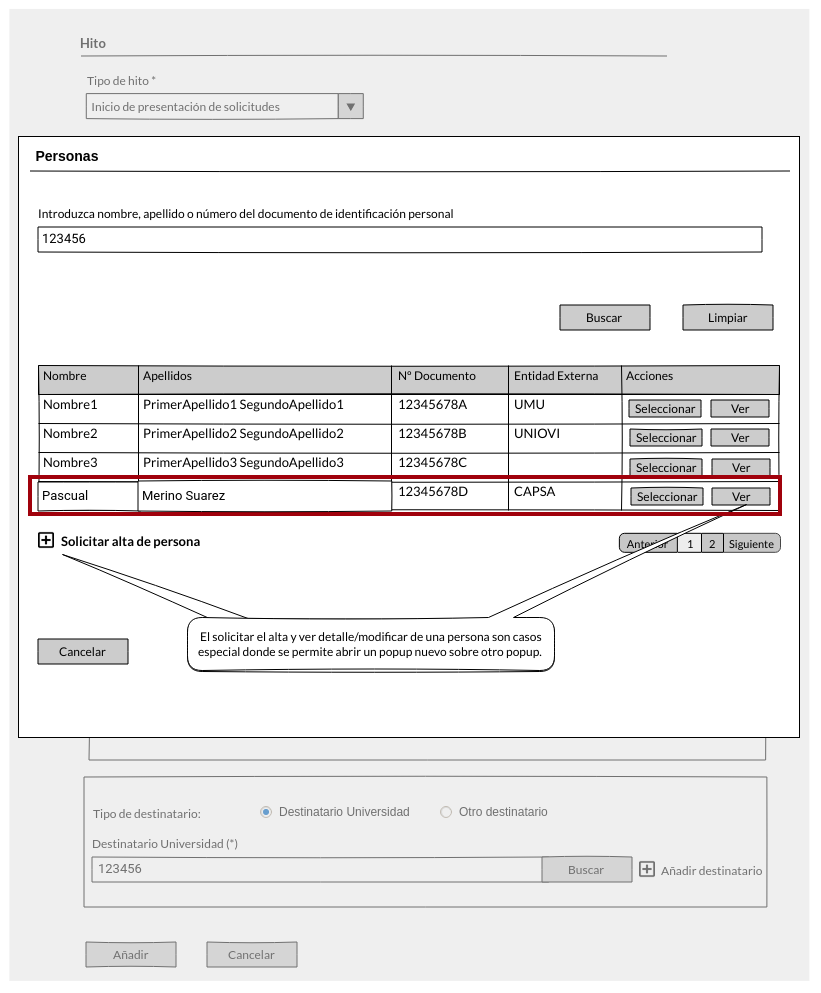 Hito
Tipo de hito *
Inicio de presentación de solicitudes
Personas
Introduzca nombre, apellido o número del documento de identificación personal
123456
Buscar Limpiar
Nombre Apellidos Nº Documento Entidad Externa Acciones
Nombre1 PrimerApellido1 SegundoApellido1 12345678A UMU Seleccionar Ver
Nombre2 PrimerApellido2 SegundoApellido2 12345678B UNIOVI Seleccionar Ver
Nombre3 PrimerApellido3 SegundoApellido3 12345678C Seleccionar Ver
Pascual Merino Suarez 12345678D CAPSA Seleccionar Ver
Solicitar alta de persona Anterior 1 2 Siguiente
El solicitar el alta y ver detalle/modificar de una persona son casos
especial donde se permite abrir un popup nuevo sobre otro popup.
Cancelar
Tipo de destinatario: Destinatario Universidad Otro destinatario
Destinatario Universidad (*)
123456 Buscar Añadir destinatario
Añadir Cancelar